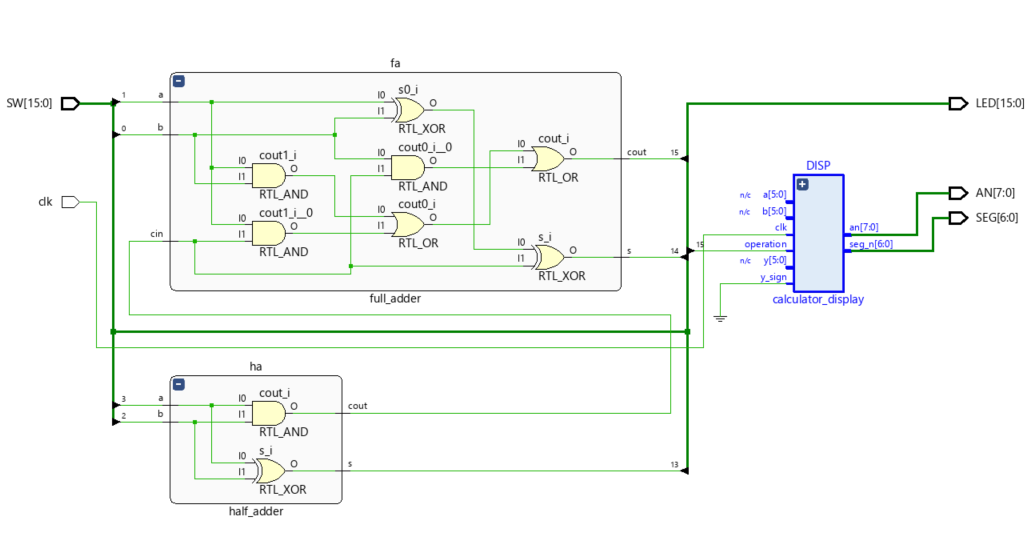 fa
SW[15:0]
1
a
I0
s0_i
I1
O
RTL_XOR
LED[15:0]
0
b
cout1_i
I0
I1
O
RTL_AND
cout0_i__0
I0
I1
O
RTL_AND
cout_i
I0
I1
O
RTL_OR
cout
15
clk
cout1_i__0
I0
I1
O
RTL_AND
cout0_i
I0
I1
O
RTL_OR
cin
s_i
I0
I1
O
RTL_XOR
s
14
full_adder
DISP
n/c
a[5:0]
n/c
b[5:0]
clk
15
operation
n/c
y[5:0]
y_sign
an[7:0]
seg_n[6:0]
calculator_display
AN[7:0]
SEG[6:0]
ha
3
a
2
b
cout_i
I0
I1
O
RTL_AND
cout
s_i
I0
I1
O
RTL_XOR
s
13
half_adder